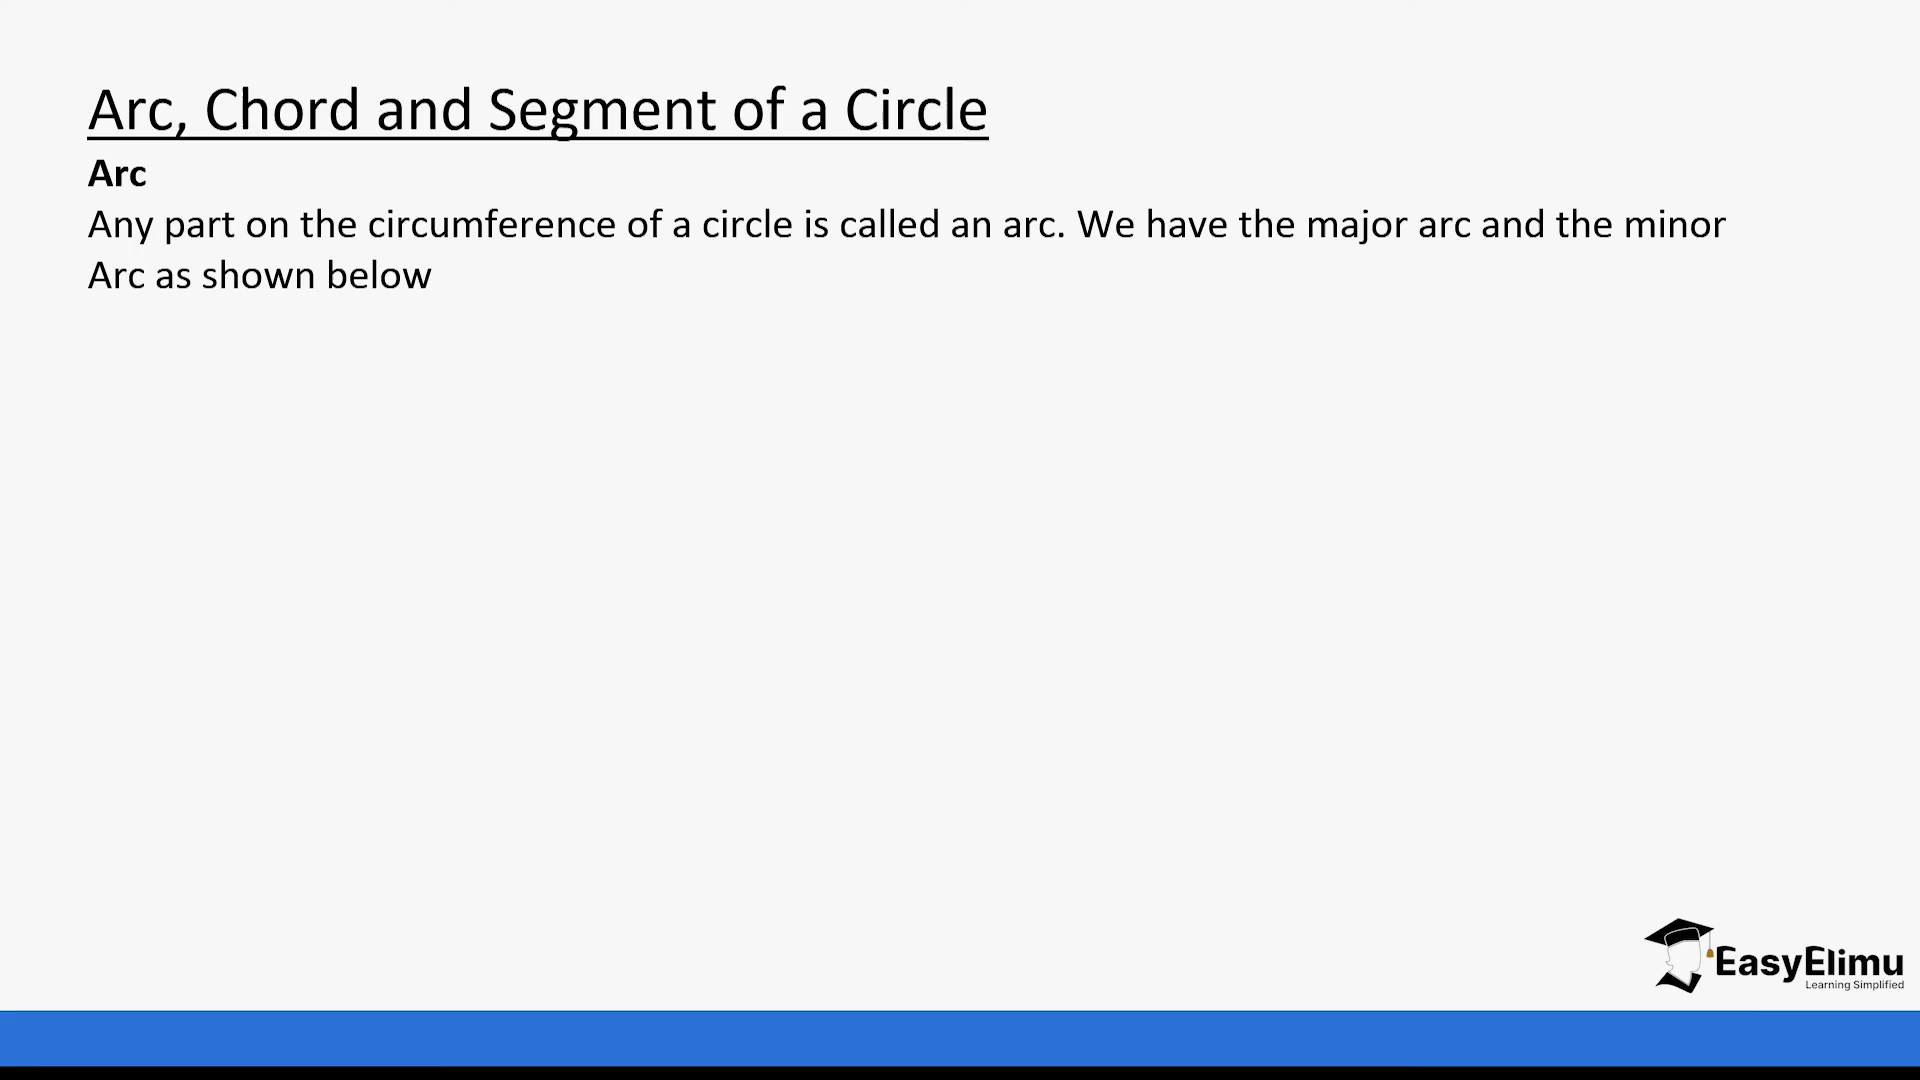 Arc, Chord and Segment of a Circle
Arc
Any part on the circumference of a circle is called an arc. We have the major arc and the minor
Arc as shown below
EasyElimu
Learning Simplified